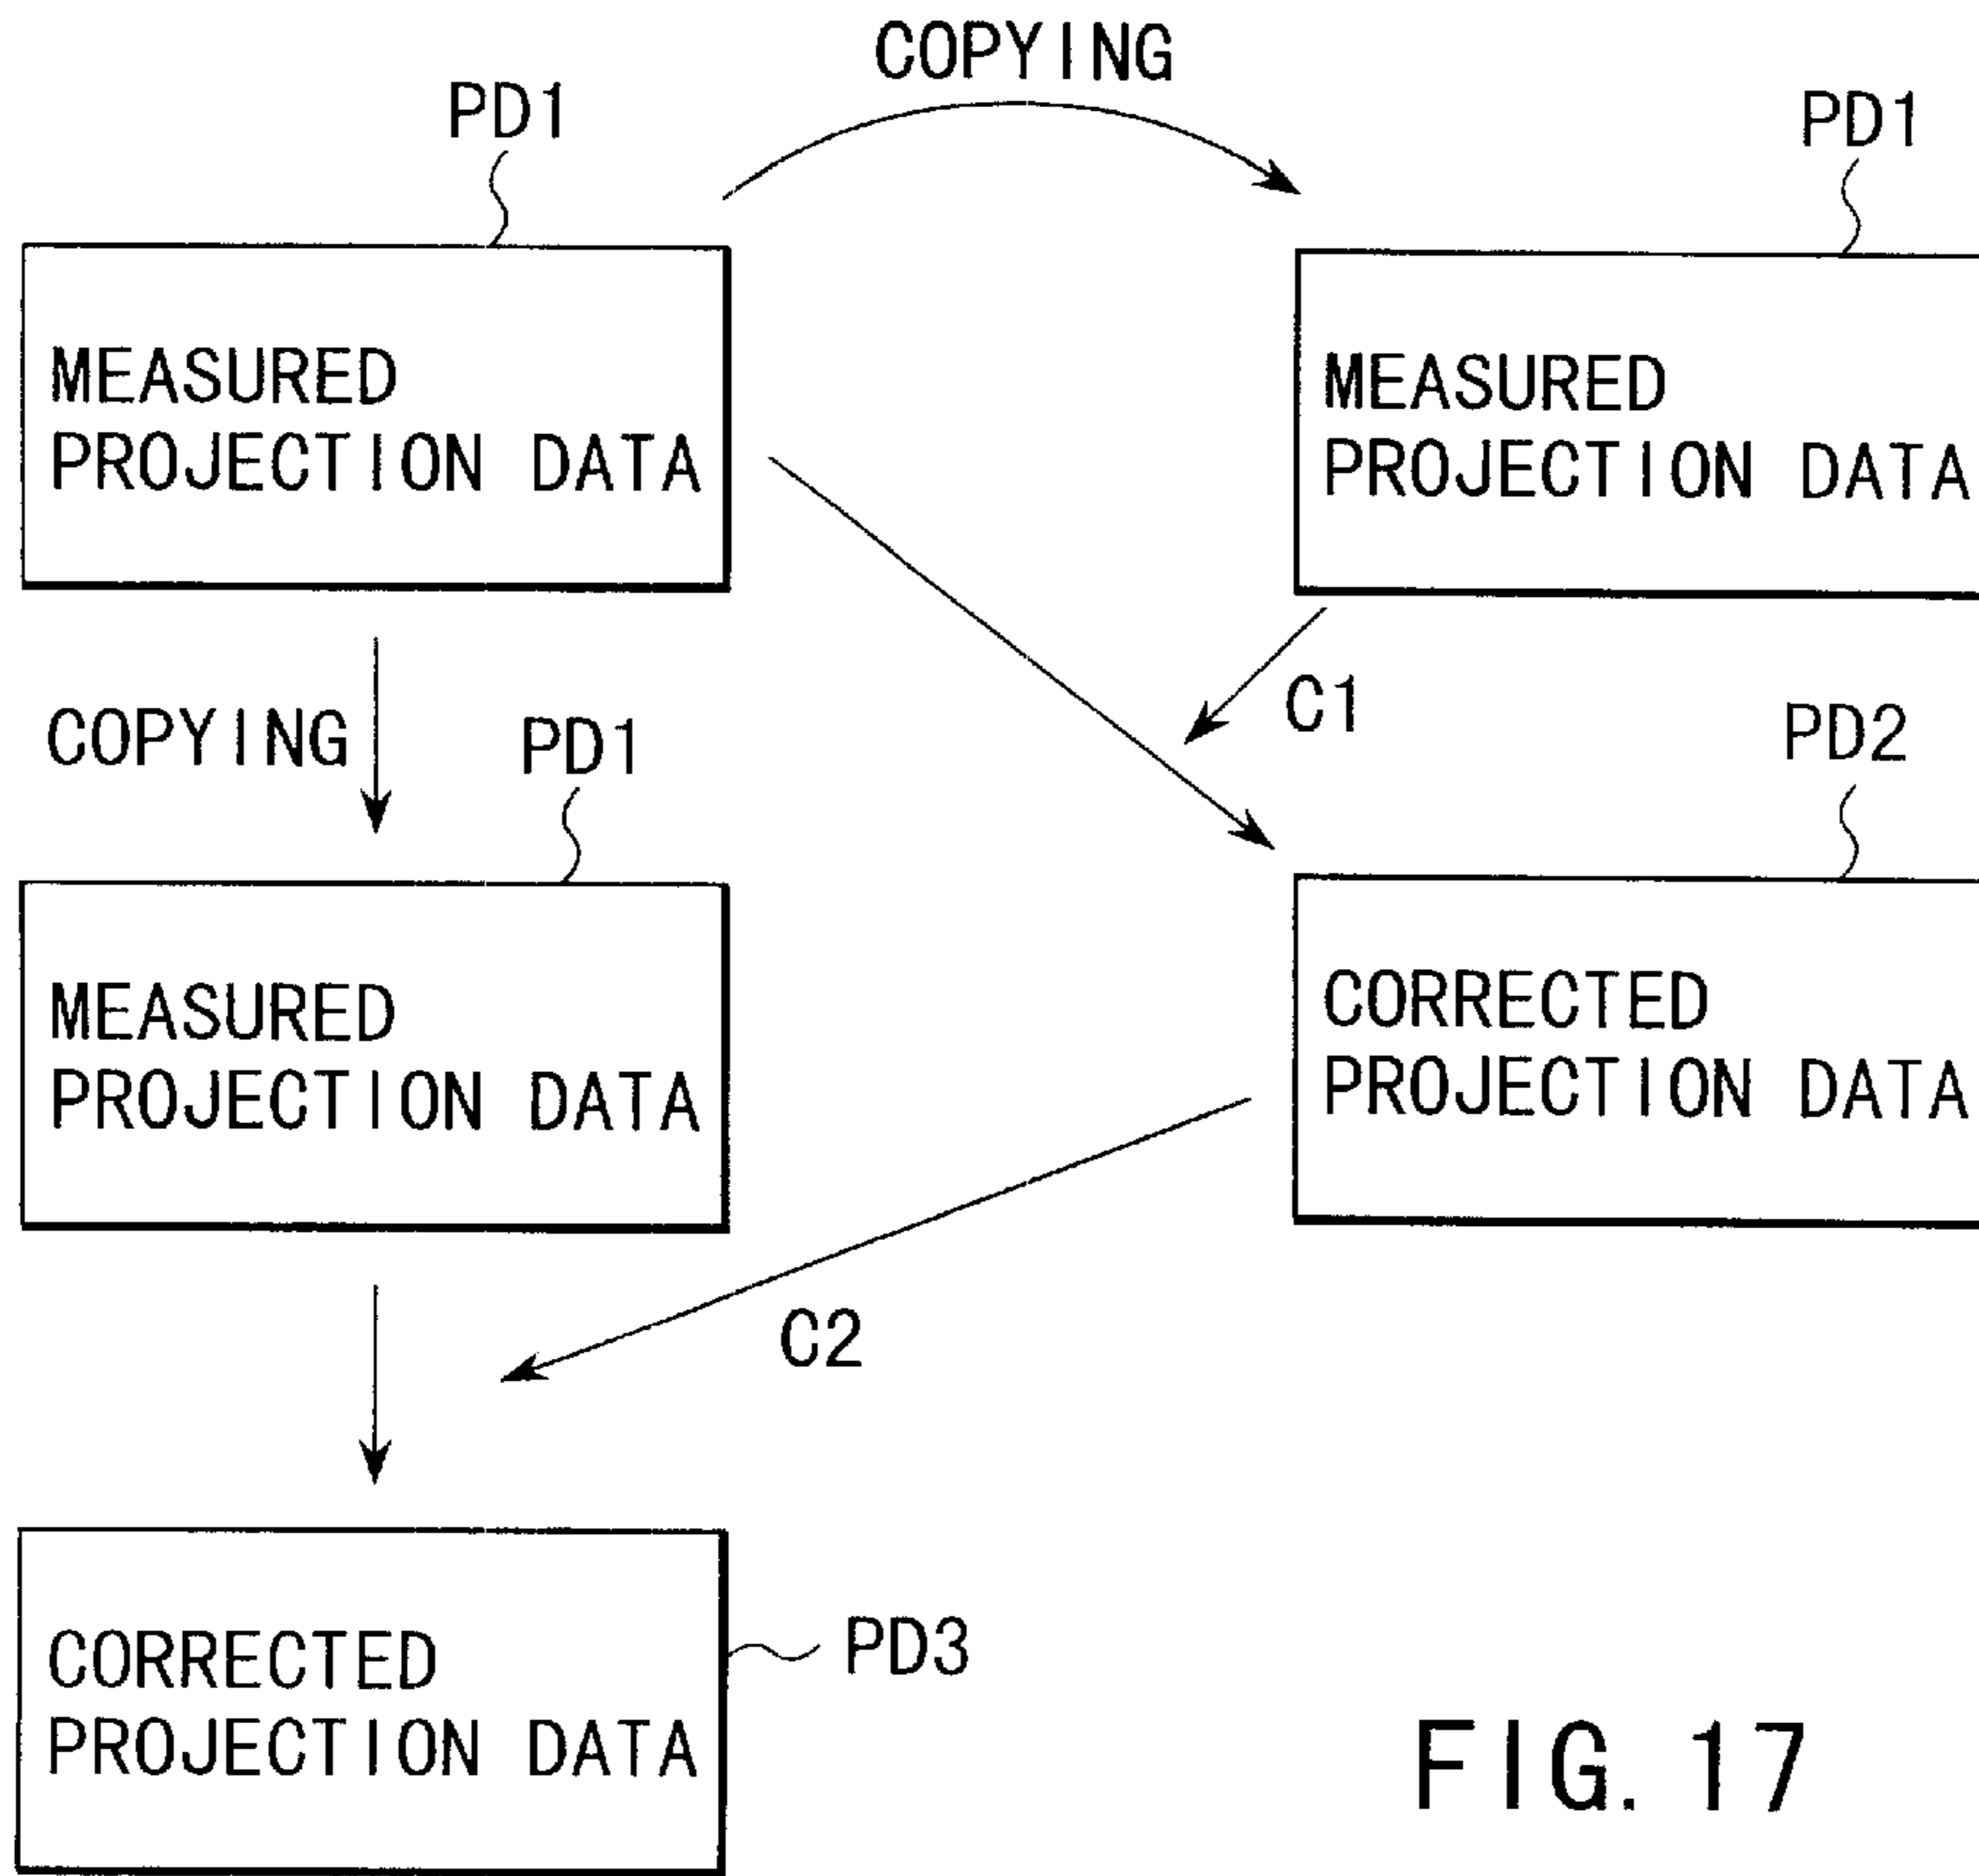 COPYING
PD1
PD1
MEASURED
PROJECTION DATA
MEASURED
PROJECTION DATA
C1
COPYING
PD1
PD2
MEASURED
PROJECTION DATA
CORRECTED
PROJECTION DATA
C2
CORRECTED
PROJECTION DATA
PD3
FIG. 17